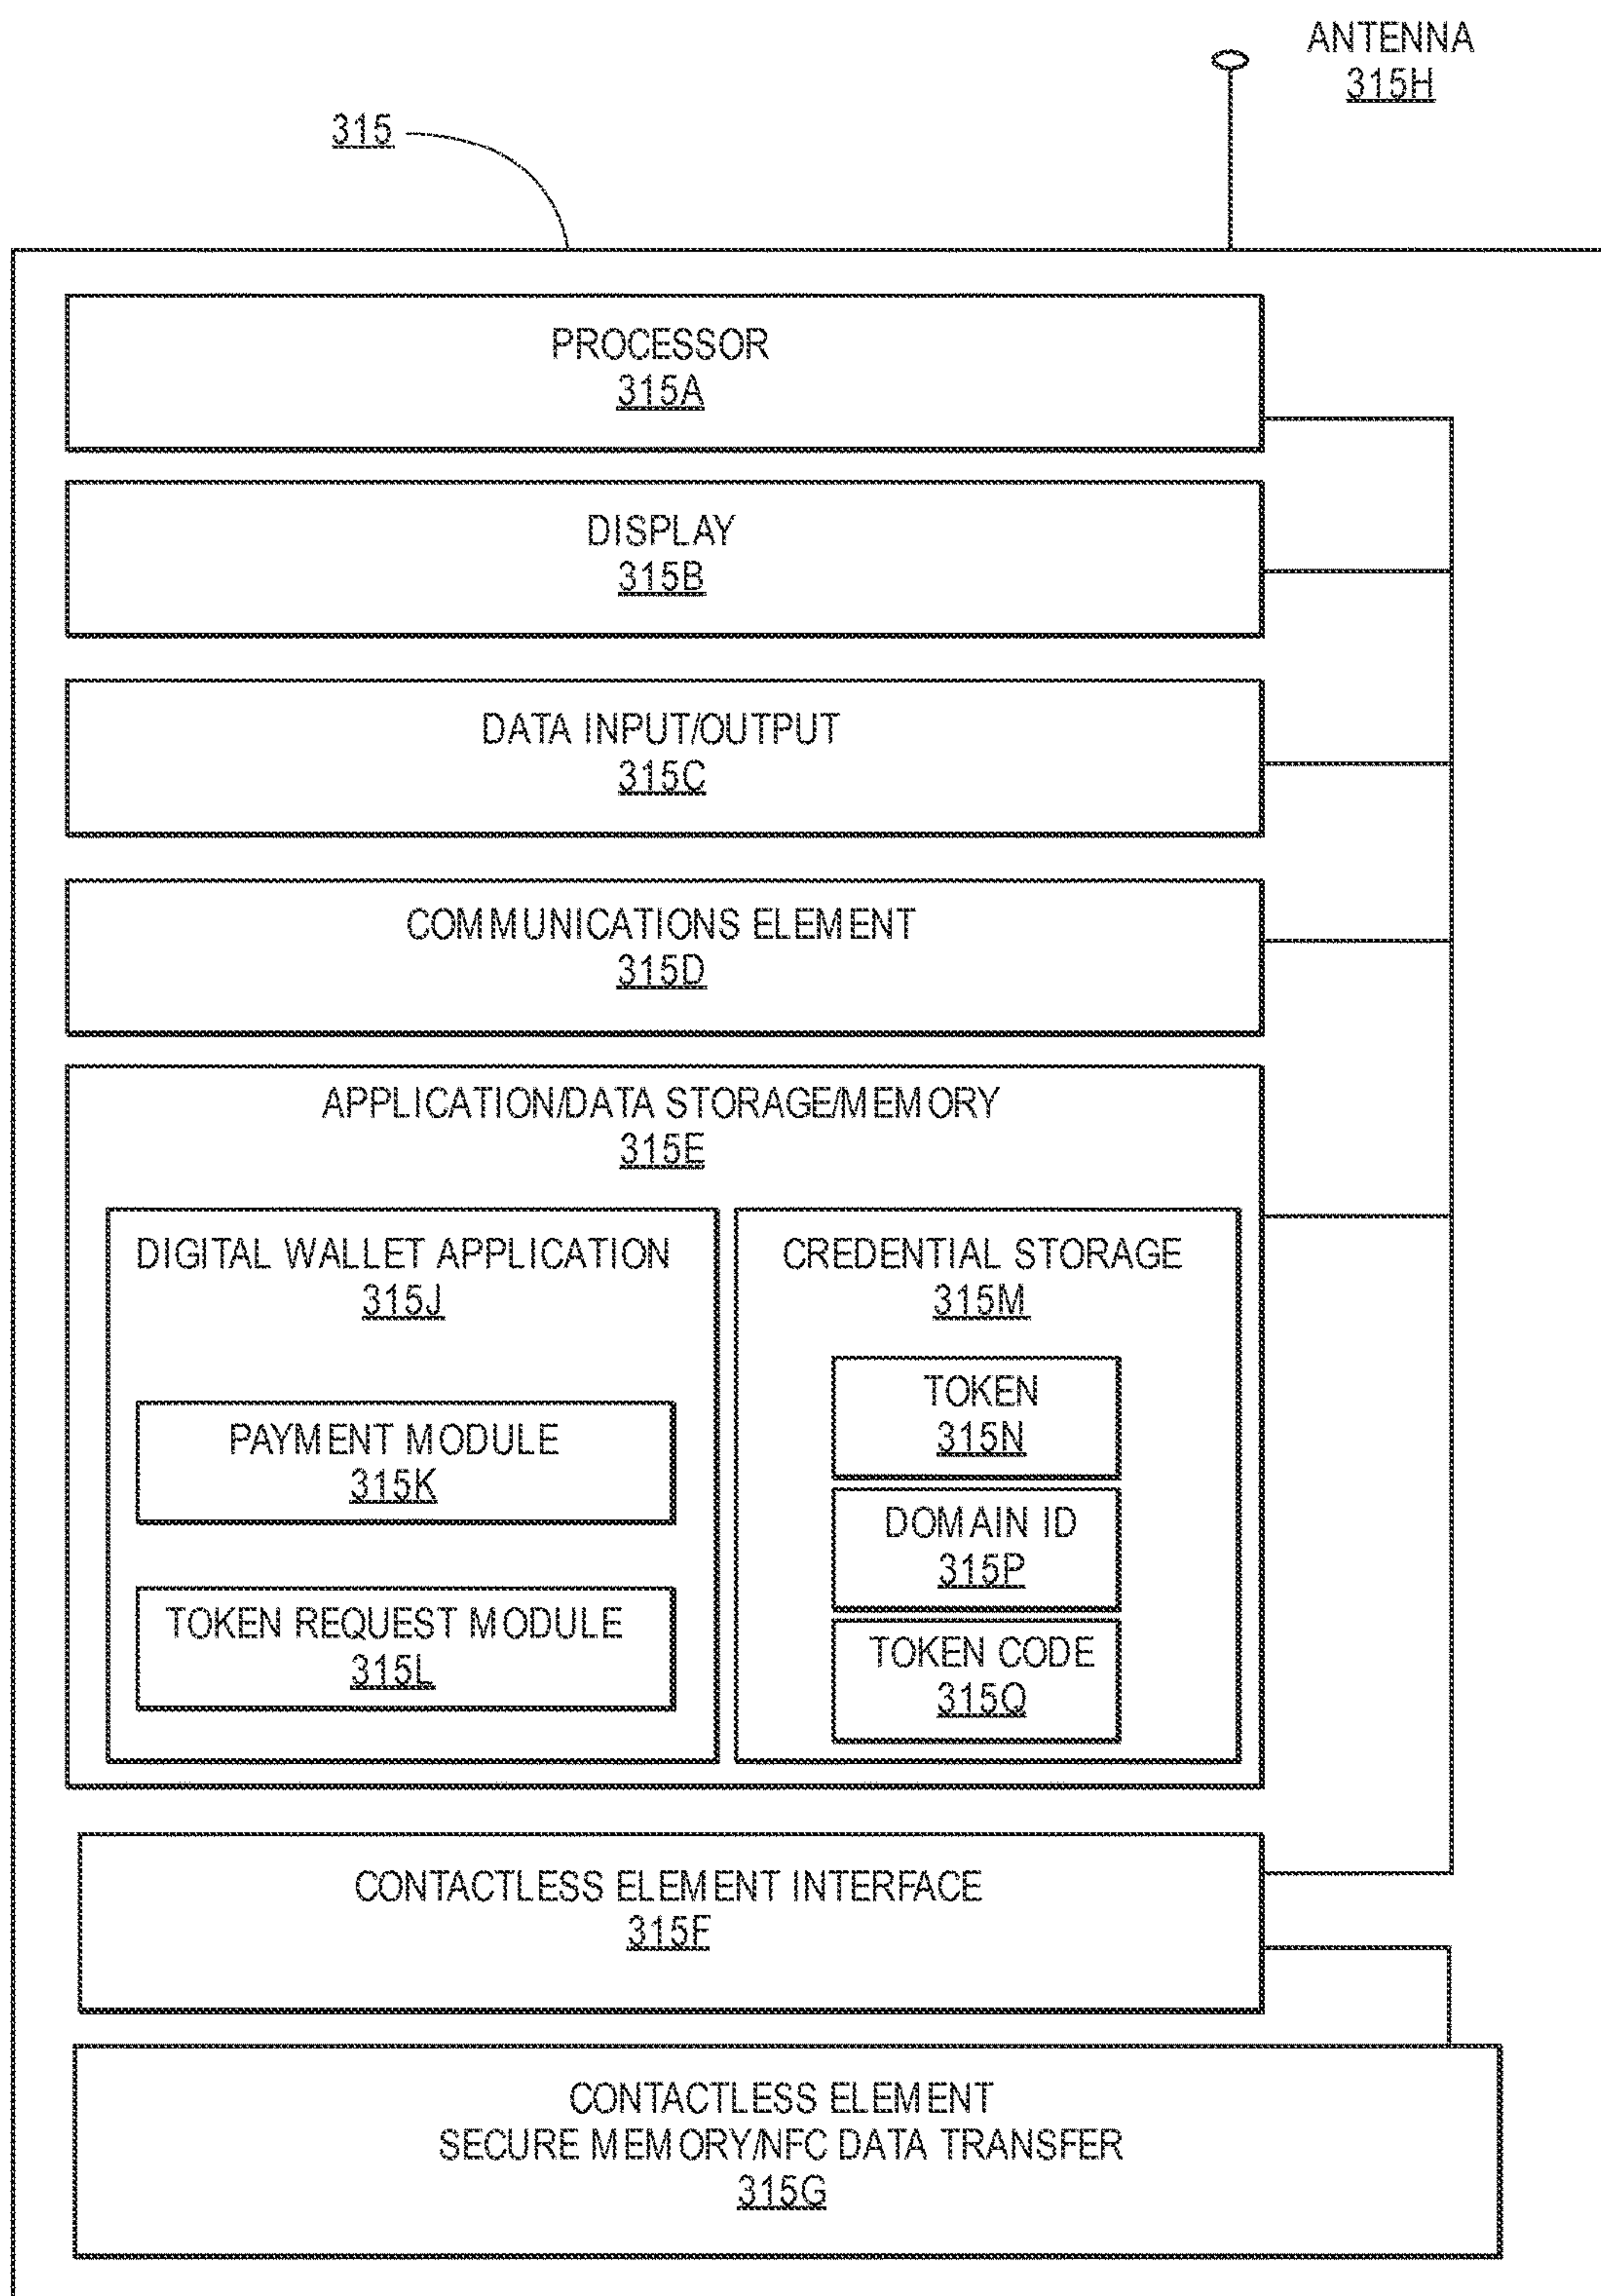 ANTENNA
315H
315
PROCESSOR
315A
DISPLAY
315B
DATA INPUT/OUTPUT
315C
COMMUNICATIONS ELEMENT
315D
APPLICATION/DATA STORAGE/MEMORY
315E
DIGITAL WALLET APPLICATION
315J
PAYMENT MODULE
315K
TOKEN REQUEST MODULE
315L
CREDENTIAL STORAGE
315M
TOKEN
315N
DOMAIN ID
315P
TOKEN CODE
315Q
CONTACTLESS ELEMENT INTERFACE
315F
CONTACTLESS ELEMENT
SECURE MEMORY/NFC DATA TRANSFER
315G